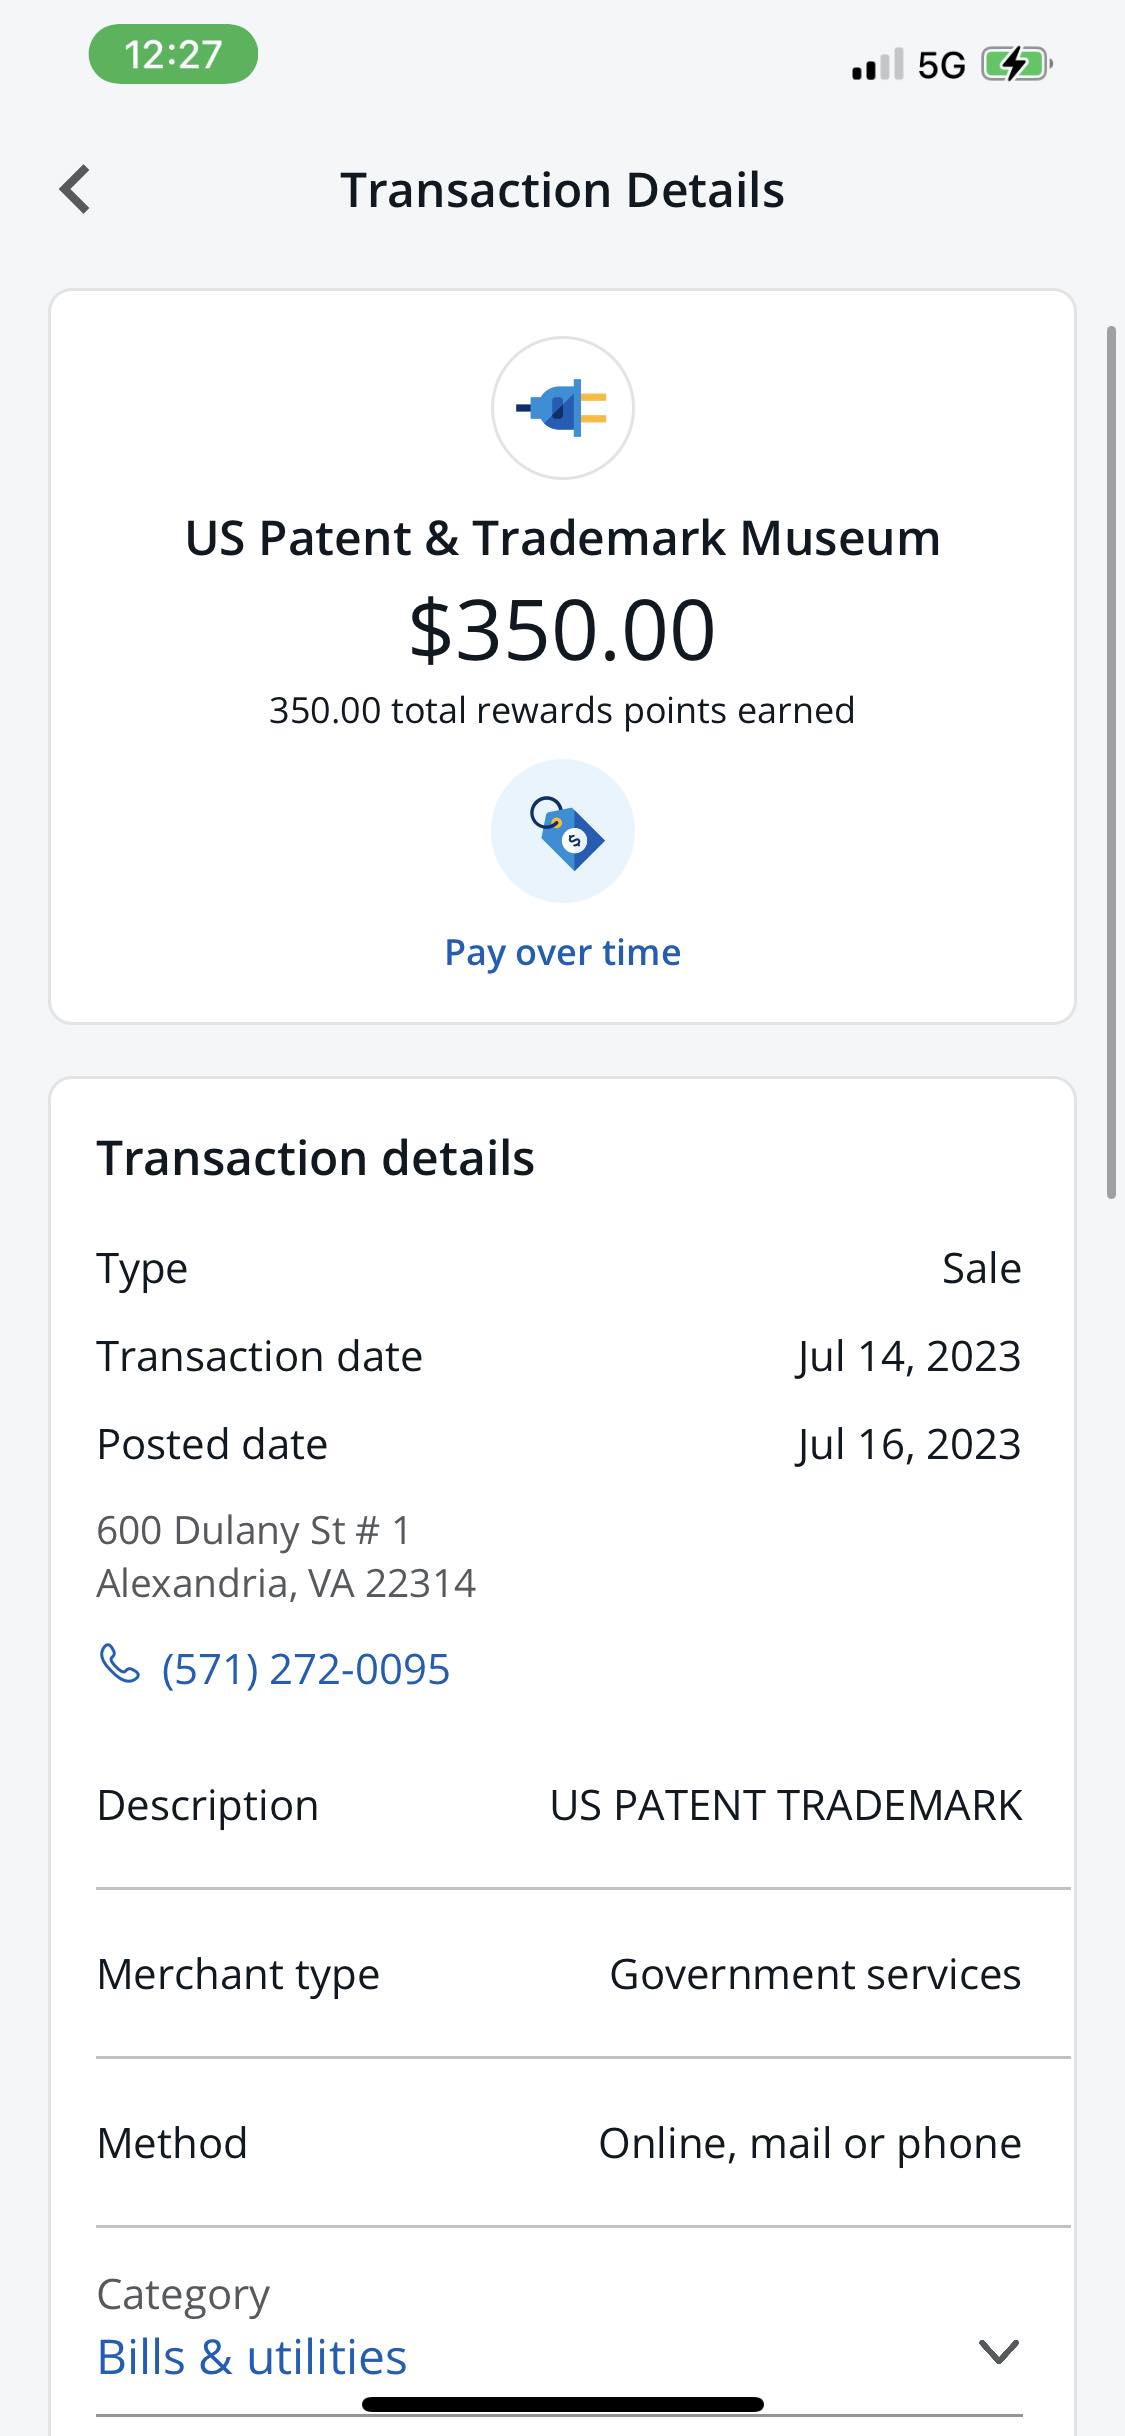 12:27
5G
Transaction Details
US Patent & Trademark Museum
$350.00
350.00 total rewards points earned
Pay over time
Transaction details
Type Sale
Transaction date Jul 14, 2023
Posted date Jul 16, 2023
600 Dulany St # 1
Alexandria, VA 22314
(571) 272-0095
Description US PATENT TRADEMARK
Merchant type Government services
Method Online, mail or phone
Category
Bills & utilities